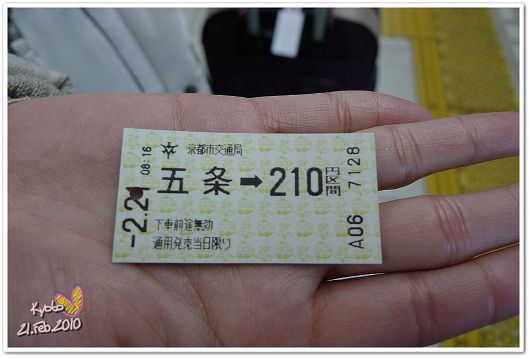 京都市交通局
五条➡210円区間
下車前途無効
通用発売当日限り
-2.21 08:16
A06 7128
Kyoto
21.Feb.2010